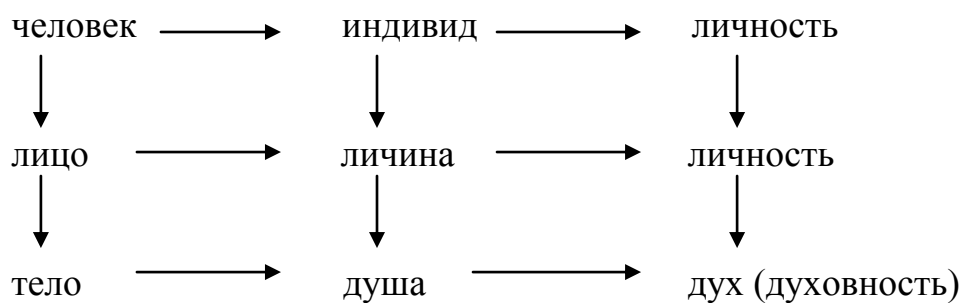 человек индивид личность
лицо личина личность
тело душа дух (духовность)